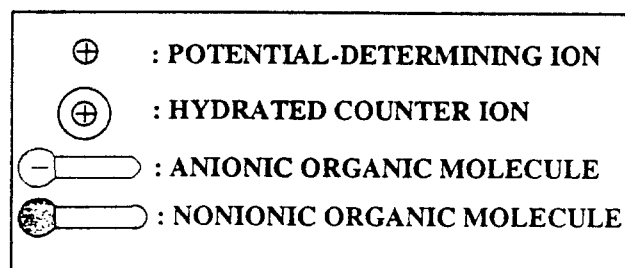 ⊕ : POTENTIAL-DETERMINING ION
⊕ : HYDRATED COUNTER ION
− : ANIONIC ORGANIC MOLECULE
: NONIONIC ORGANIC MOLECULE